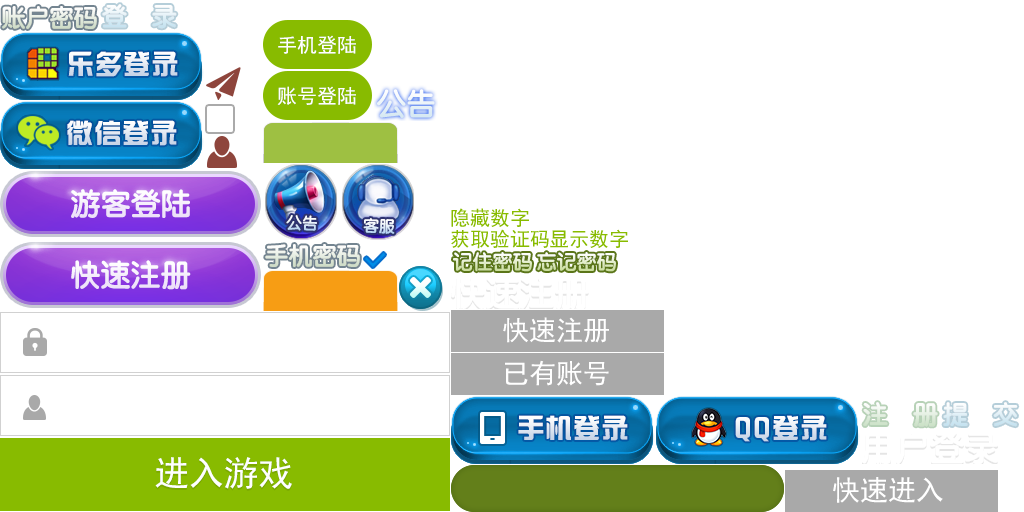 账户密码
登 录
乐多登录
微信登录
游客登陆
快速注册
进入游戏
手机登陆
账号登陆
公告
公告
客服
手机密码
隐藏数字
获取验证码显示数字
记住密码 忘记密码
快速注册
快速注册
已有账号
手机登录
QQ登录
注 册
提 交
用户登录
快速进入